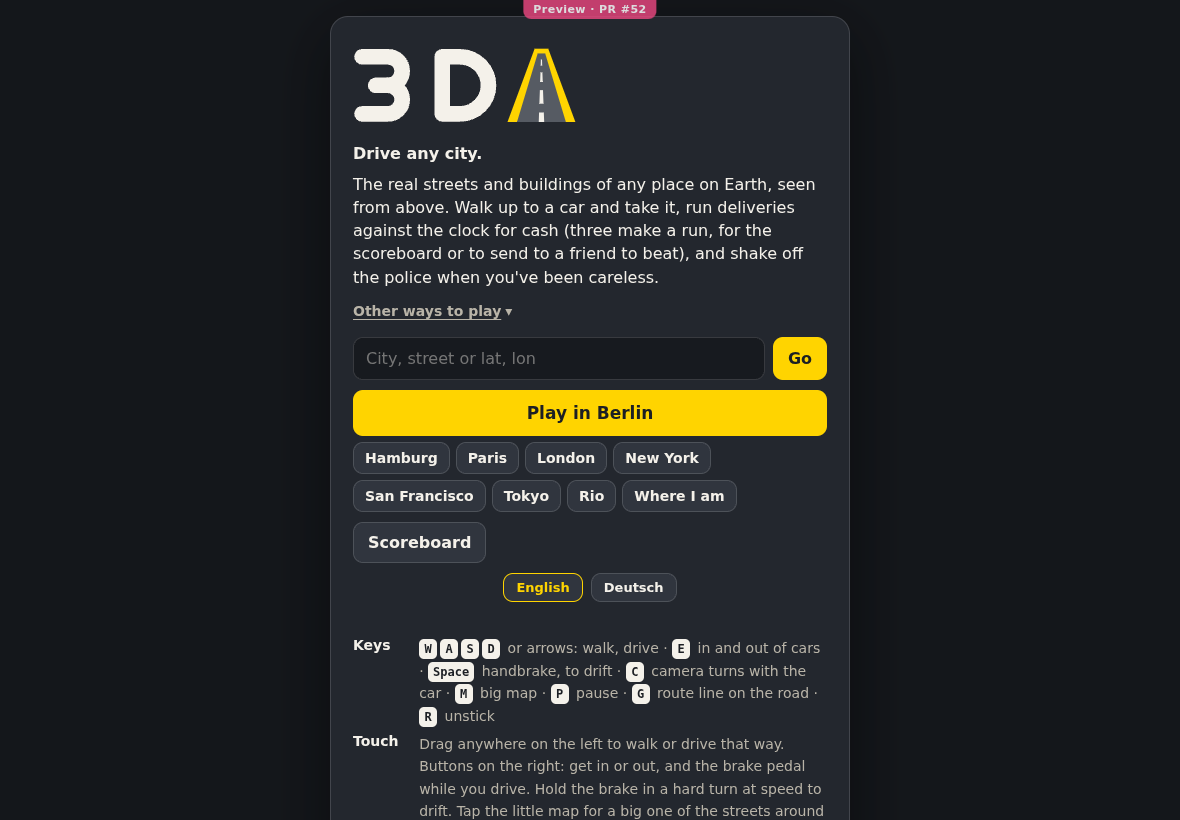 Preview · PR #52
3DA
Drive any city.
The real streets and buildings of any place on Earth, seen
from above. Walk up to a car and take it, run deliveries
against the clock for cash (three make a run, for the
scoreboard or to send to a friend to beat), and shake off
the police when you've been careless.
Other ways to play ▾
City, street or lat, lon
Go
Play in Berlin
Hamburg Paris London New York
San Francisco Tokyo Rio Where I am
Scoreboard
English Deutsch
Keys W A S D or arrows: walk, drive · E in and out of cars
· Space handbrake, to drift · C camera turns with the
car · M big map · P pause · G route line on the road ·
R unstick
Touch Drag anywhere on the left to walk or drive that way.
Buttons on the right: get in or out, and the brake pedal
while you drive. Hold the brake in a hard turn at speed to
drift. Tap the little map for a big one of the streets around